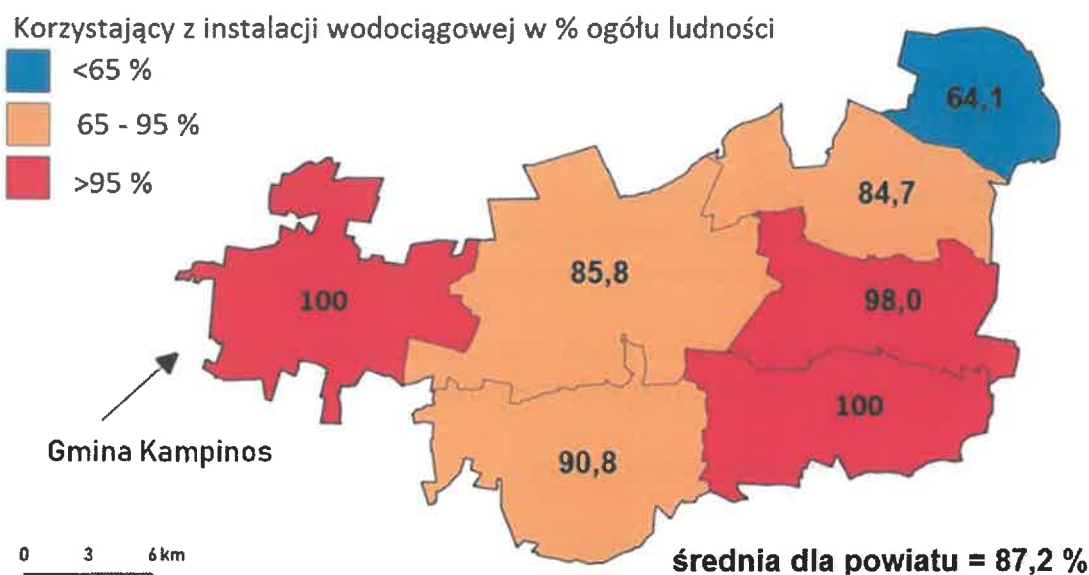 Korzystający z instalacji wodociągowej w % ogółu ludności
<65 %
65 - 95 %
>95 %
64,1
84,7
85,8
100
98,0
100
90,8
Gmina Kampinos
0 3 6 km
średnia dla powiatu = 87,2 %